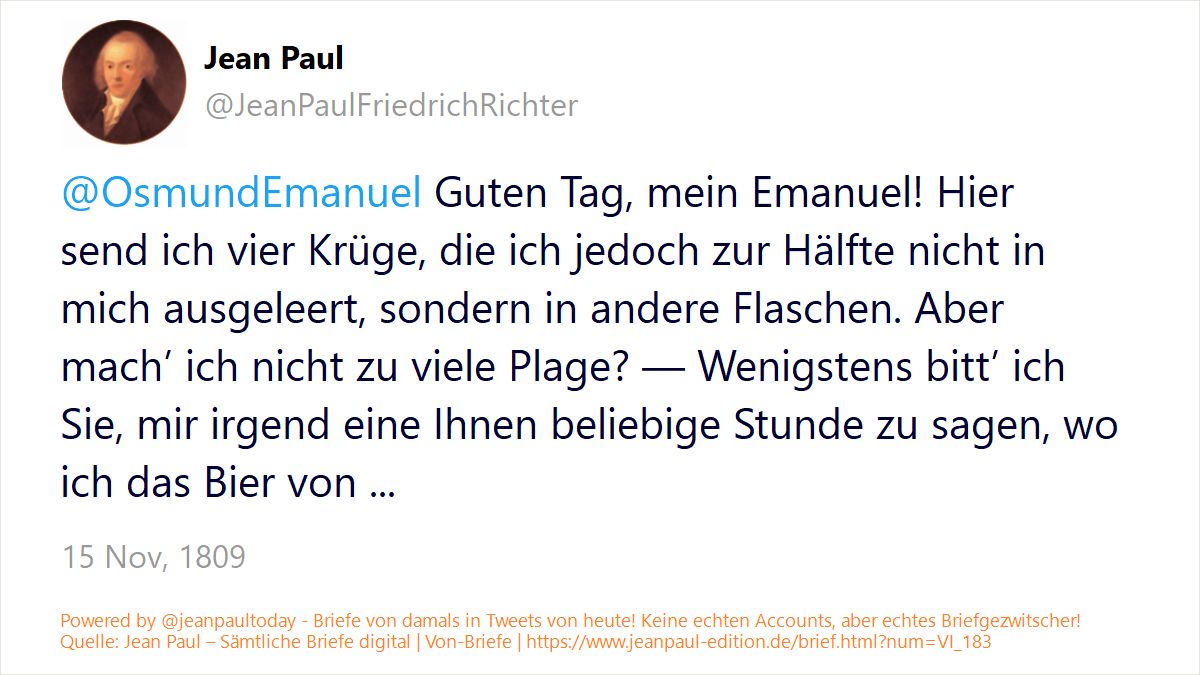 Jean Paul
@JeanPaulFriedrichRichter
@OsmundEmanuel Guten Tag, mein Emanuel! Hier
send ich vier Krüge, die ich jedoch zur Hälfte nicht in
mich ausgeleert, sondern in andere Flaschen. Aber
mach’ ich nicht zu viele Plage? — Wenigstens bitt’ ich
Sie, mir irgend eine Ihnen beliebige Stunde zu sagen, wo
ich das Bier von ...
15 Nov, 1809
Powered by @jeanpaultoday - Briefe von damals in Tweets von heute! Keine echten Accounts, aber echtes Briefgezwitscher!
Quelle: Jean Paul – Sämtliche Briefe digital | Von-Briefe | https://www.jeanpaul-edition.de/brief.html?num=VI_183